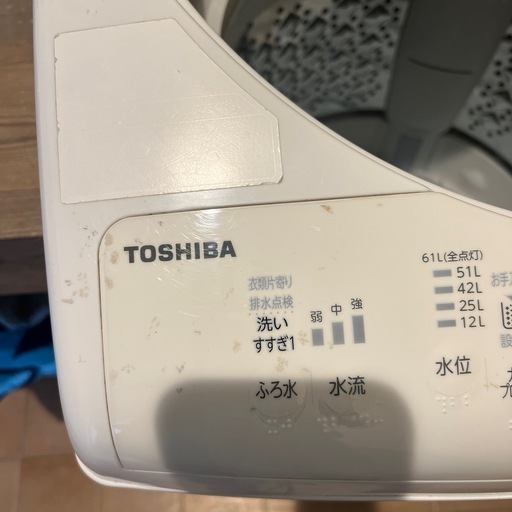 TOSHIBA
衣類片寄り
排水点検
洗い
すすぎ1
弱 中 強
ふろ水
水流
61L(全点灯)
51L
42L
25L
12L
水位
お手入
設